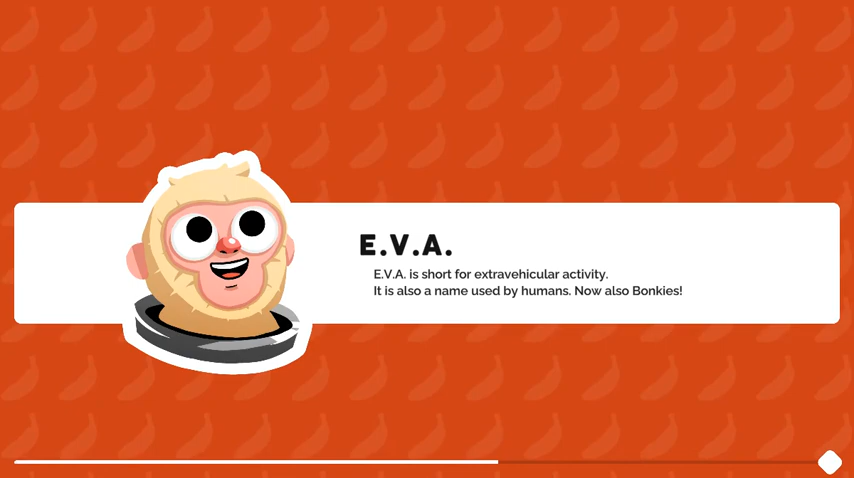 E.V.A.
E.V.A. is short for extravehicular activity.
It is also a name used by humans. Now also Bonkies!